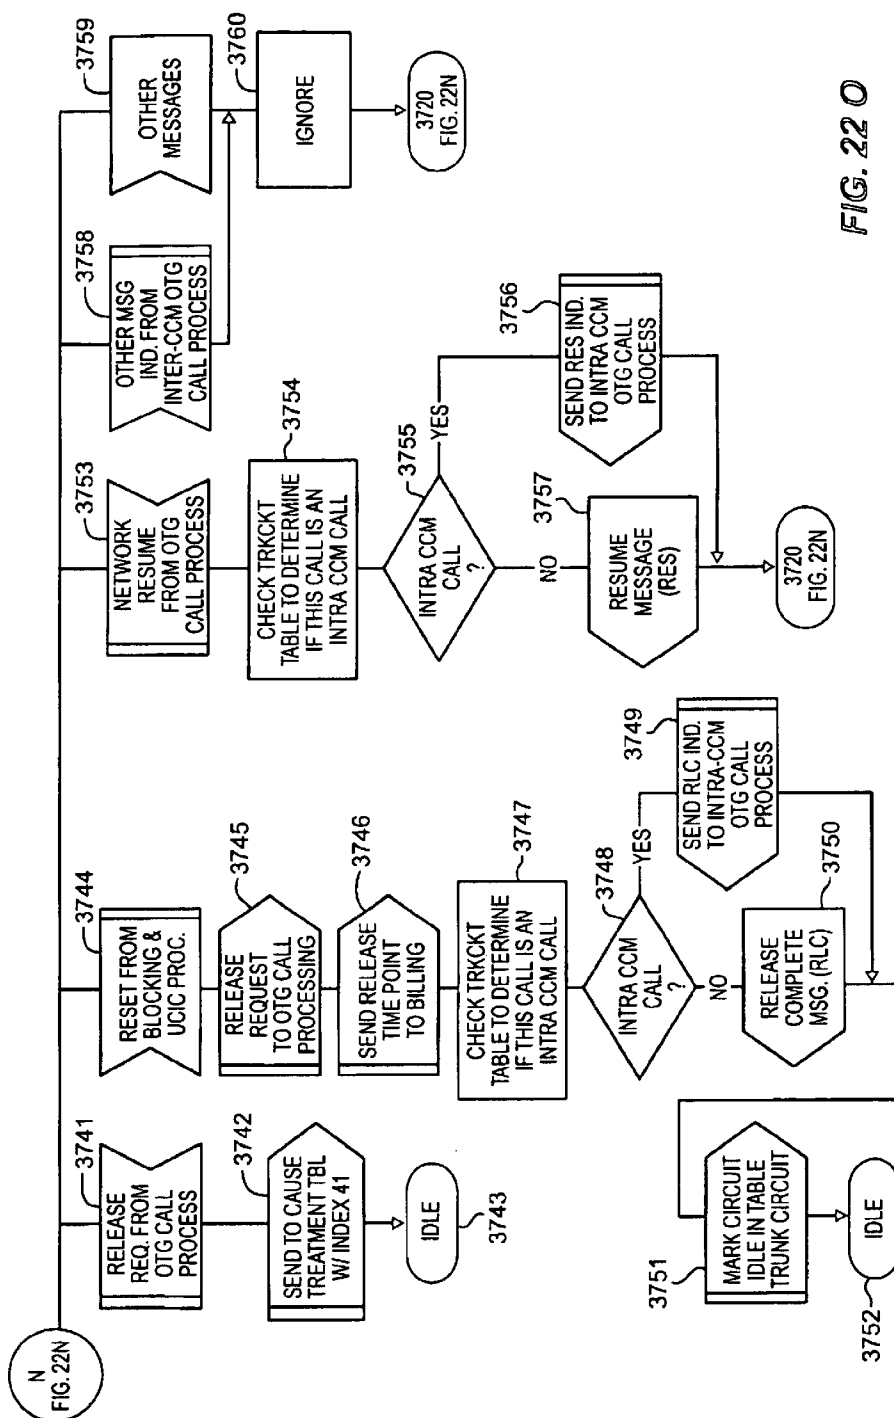 N
FIG. 22N
3741
RELEASE
REQ. FROM
OTG CALL
PROCESS
3742
SEND TO CAUSE
TREATMENT TBL
W/ INDEX 41
IDLE
3743
3744
RESET FROM
BLOCKING &
UCIC PROC.
3745
RELEASE
REQUEST
TO OTG CALL
PROCESSING
3746
SEND RELEASE
TIME POINT
TO BILLING
3747
CHECK TRKCKT
TABLE TO DETERMINE
IF THIS CALL IS AN
INTRA CCM CALL
3748
INTRA CCM
CALL
?
YES
NO
3749
SEND RLC IND.
TO INTRA-CCM
OTG CALL
PROCESS
3750
RELEASE
COMPLETE
MSG. (RLC)
3751
MARK CIRCUIT
IDLE IN TABLE
TRUNK CIRCUIT
IDLE
3752
3753
NETWORK
RESUME
FROM OTG
CALL PROCESS
3754
CHECK TRKCKT
TABLE TO DETERMINE
IF THIS CALL IS AN
INTRA CCM CALL
3755
INTRA CCM
CALL
?
YES
NO
3756
SEND RES IND.
TO INTRA CCM
OTG CALL
PROCESS
3757
RESUME
MESSAGE
(RES)
3720
FIG. 22N
3758
OTHER MSG
IND. FROM
INTER-CCM OTG
CALL PROCESS
3759
OTHER
MESSAGES
3760
IGNORE
3720
FIG. 22N
FIG. 22 O